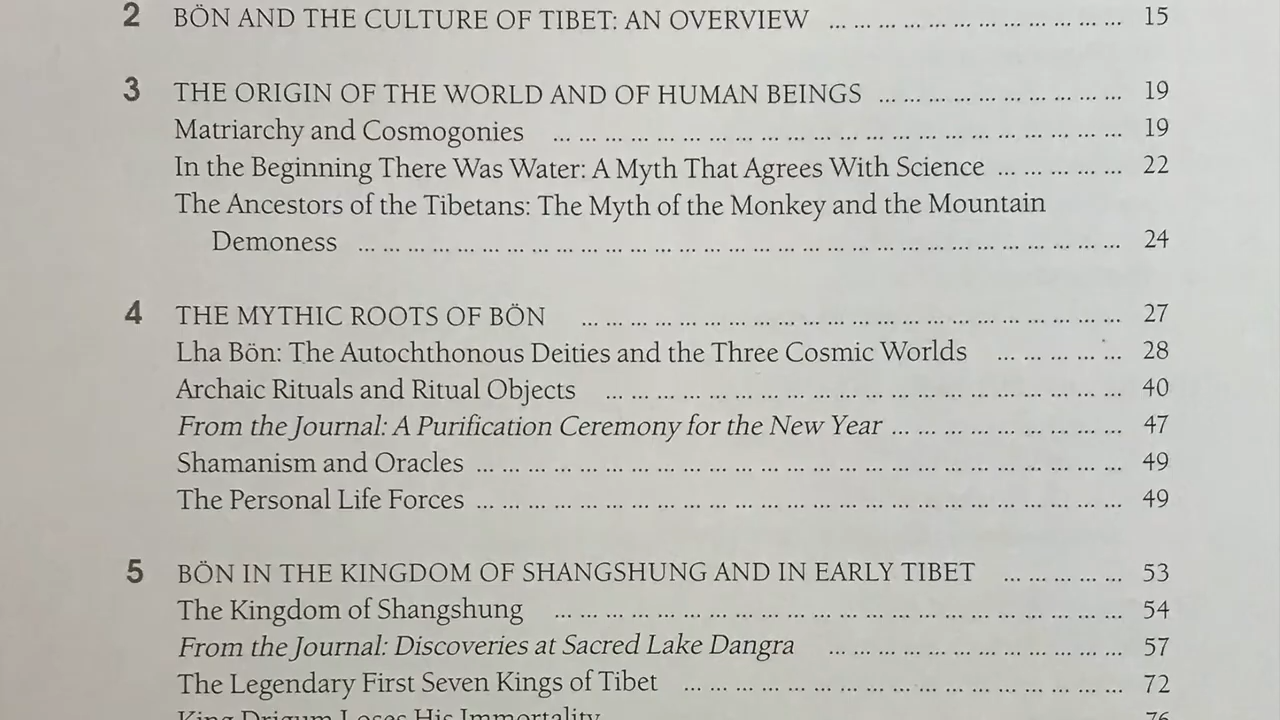 2 BÖN AND THE CULTURE OF TIBET: AN OVERVIEW ... ... ... ... ... ... ... ... ... ... ... ... 15
3 THE ORIGIN OF THE WORLD AND OF HUMAN BEINGS ... ... ... ... ... ... ... ... ... ... 19
Matriarchy and Cosmogonies ... ... ... ... ... ... ... ... ... ... ... ... ... ... ... ... ... ... ... ... ... ... 19
In the Beginning There Was Water: A Myth That Agrees With Science ... ... ... ... ... 22
The Ancestors of the Tibetans: The Myth of the Monkey and the Mountain
Demoness ... ... ... ... ... ... ... ... ... ... ... ... ... ... ... ... ... ... ... ... ... ... ... ... ... ... ... ... ... ... 24
4 THE MYTHIC ROOTS OF BÖN ... ... ... ... ... ... ... ... ... ... ... ... ... ... ... ... ... ... ... ... ... 27
Lha Bön: The Autochthonous Deities and the Three Cosmic Worlds ... ... ... ... ... 28
Archaic Rituals and Ritual Objects ... ... ... ... ... ... ... ... ... ... ... ... ... ... ... ... ... ... ... ... 40
From the Journal: A Purification Ceremony for the New Year ... ... ... ... ... ... ... ... ... 47
Shamanism and Oracles ... ... ... ... ... ... ... ... ... ... ... ... ... ... ... ... ... ... ... ... ... ... ... ... ... 49
The Personal Life Forces ... ... ... ... ... ... ... ... ... ... ... ... ... ... ... ... ... ... ... ... ... ... ... ... ... 49
5 BÖN IN THE KINGDOM OF SHANGSHUNG AND IN EARLY TIBET ... ... ... ... ... 53
The Kingdom of Shangshung ... ... ... ... ... ... ... ... ... ... ... ... ... ... ... ... ... ... ... ... ... ... 54
From the Journal: Discoveries at Sacred Lake Dangra ... ... ... ... ... ... ... ... ... ... ... ... 57
The Legendary First Seven Kings of Tibet ... ... ... ... ... ... ... ... ... ... ... ... ... ... ... ... ... 72
King Drigum Loses His Immortality 76